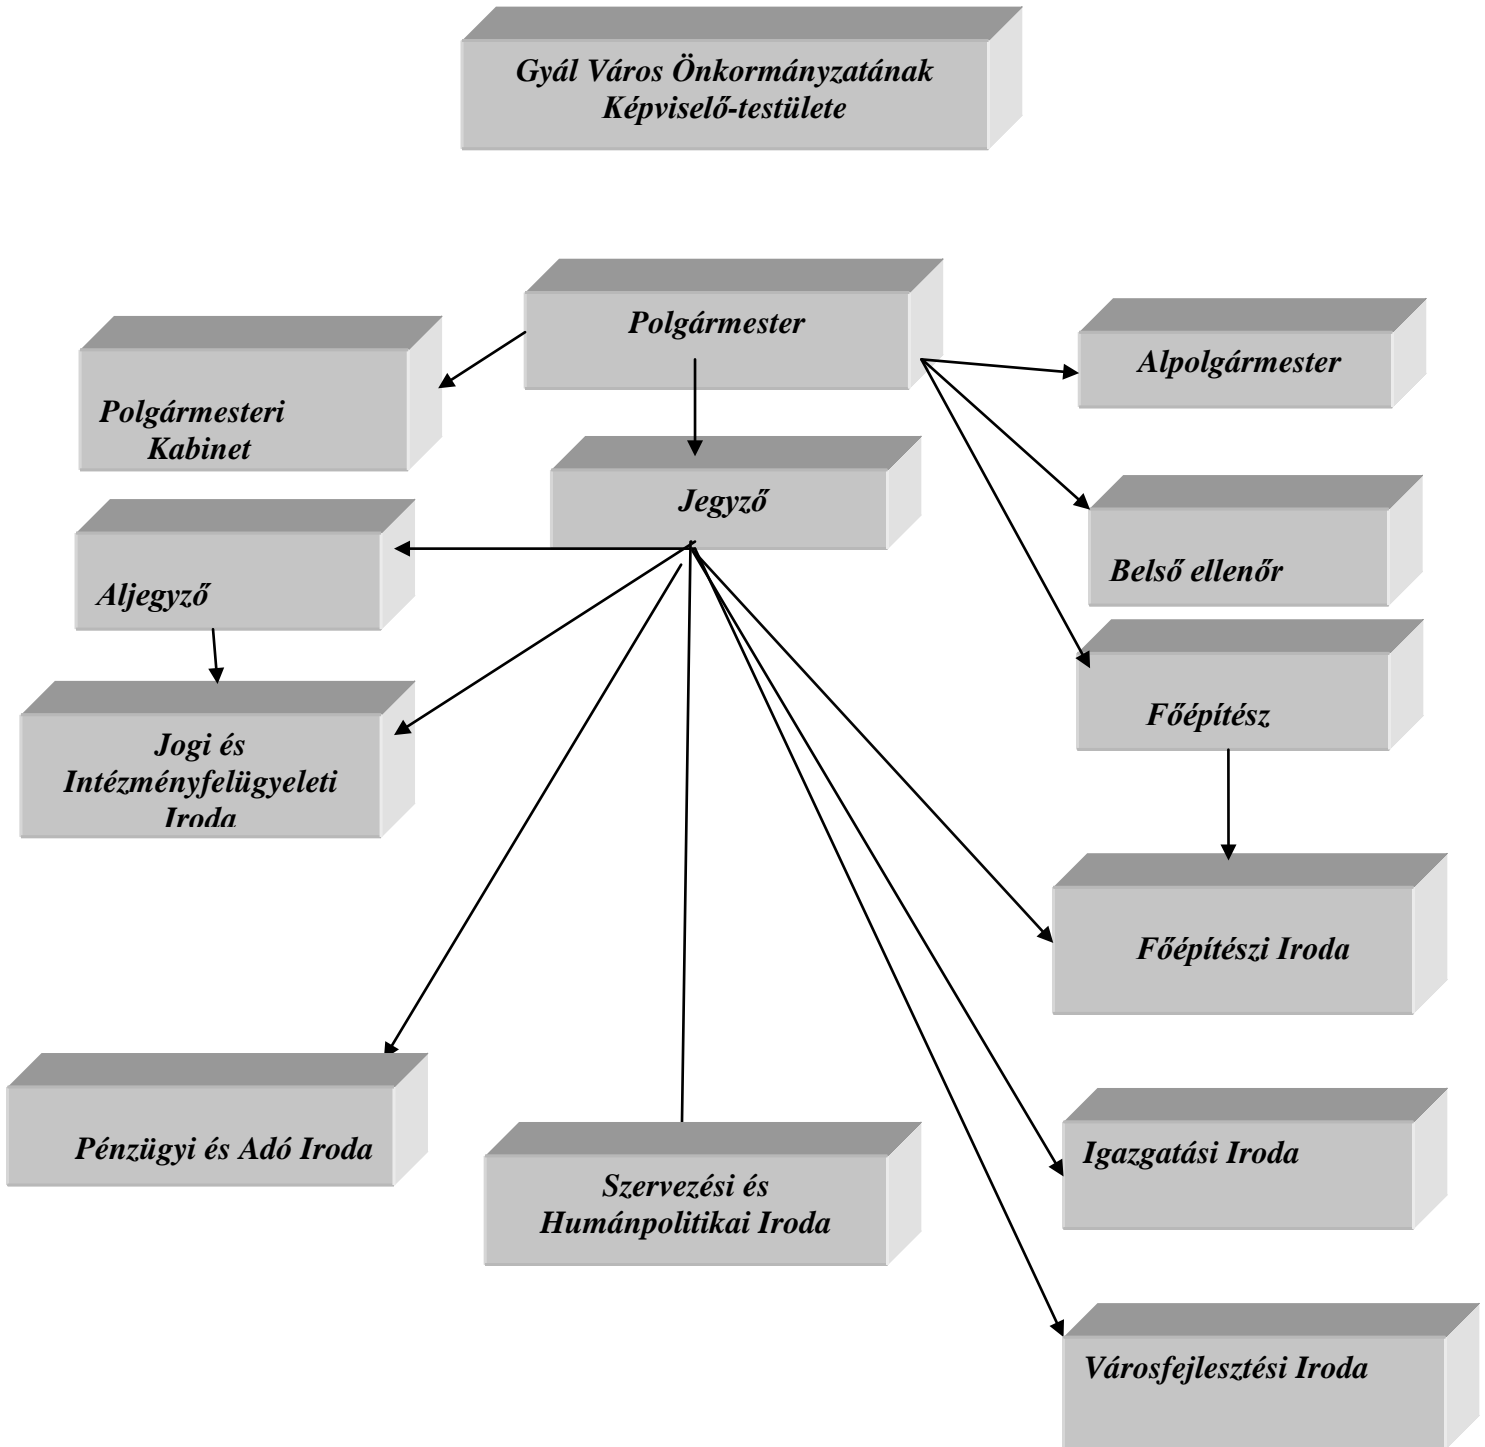 Gyál Város Önkormányzatának
Képviselő-testülete
Polgármester
Alpolgármester
Polgármesteri
Kabinet
Jegyző
Belső ellenőr
Aljegyző
Főépítész
Jogi és
Intézményfelügyeleti
Iroda
Főépítészi Iroda
Pénzügyi és Adó Iroda
Igazgatási Iroda
Szervezési és
Humánpolitikai Iroda
Városfejlesztési Iroda